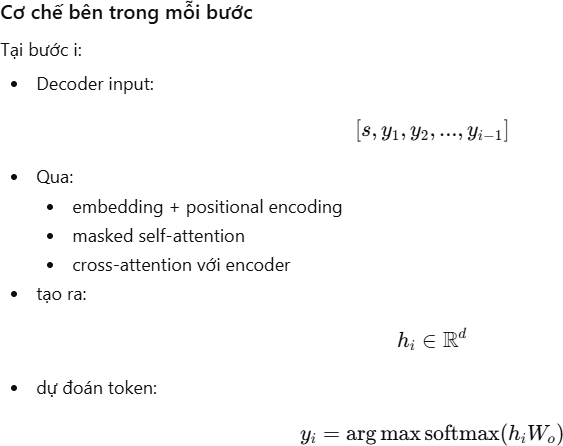 Cơ chế bên trong mỗi bước
Tại bước i:
• Decoder input:
[s, y₁, y₂, ..., yᵢ₋₁]
• Qua:
• embedding + positional encoding
• masked self-attention
• cross-attention với encoder
• tạo ra:
hᵢ ∈ ℝᵈ
• dự đoán token:
yᵢ = arg max softmax(hᵢWₒ)